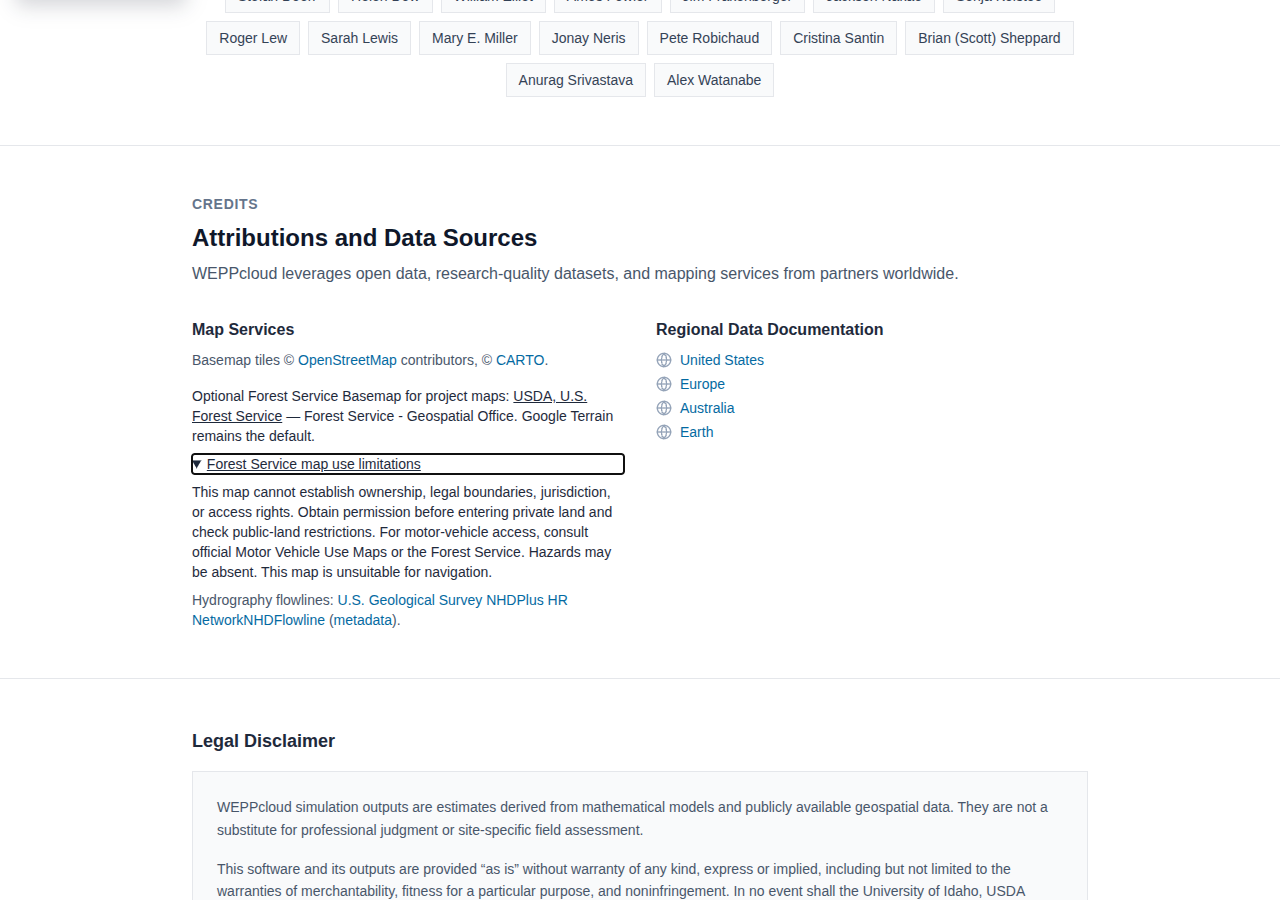 Roger Lew Sarah Lewis Mary E. Miller Jonay Neris Pete Robichaud Cristina Santin Brian (Scott) Sheppard
Anurag Srivastava Alex Watanabe
CREDITS
Attributions and Data Sources
WEPPcloud leverages open data, research-quality datasets, and mapping services from partners worldwide.
Map Services
Basemap tiles © OpenStreetMap contributors, © CARTO.
Optional Forest Service Basemap for project maps: USDA, U.S.
Forest Service — Forest Service - Geospatial Office. Google Terrain
remains the default.
Forest Service map use limitations
This map cannot establish ownership, legal boundaries, jurisdiction,
or access rights. Obtain permission before entering private land and
check public-land restrictions. For motor-vehicle access, consult
official Motor Vehicle Use Maps or the Forest Service. Hazards may
be absent. This map is unsuitable for navigation.
Hydrography flowlines: U.S. Geological Survey NHDPlus HR
NetworkNHDFlowline (metadata).
Regional Data Documentation
United States
Europe
Australia
Earth
Legal Disclaimer
WEPPcloud simulation outputs are estimates derived from mathematical models and publicly available geospatial data. They are not a
substitute for professional judgment or site-specific field assessment.
This software and its outputs are provided “as is” without warranty of any kind, express or implied, including but not limited to the
warranties of merchantability, fitness for a particular purpose, and noninfringement. In no event shall the University of Idaho, USDA